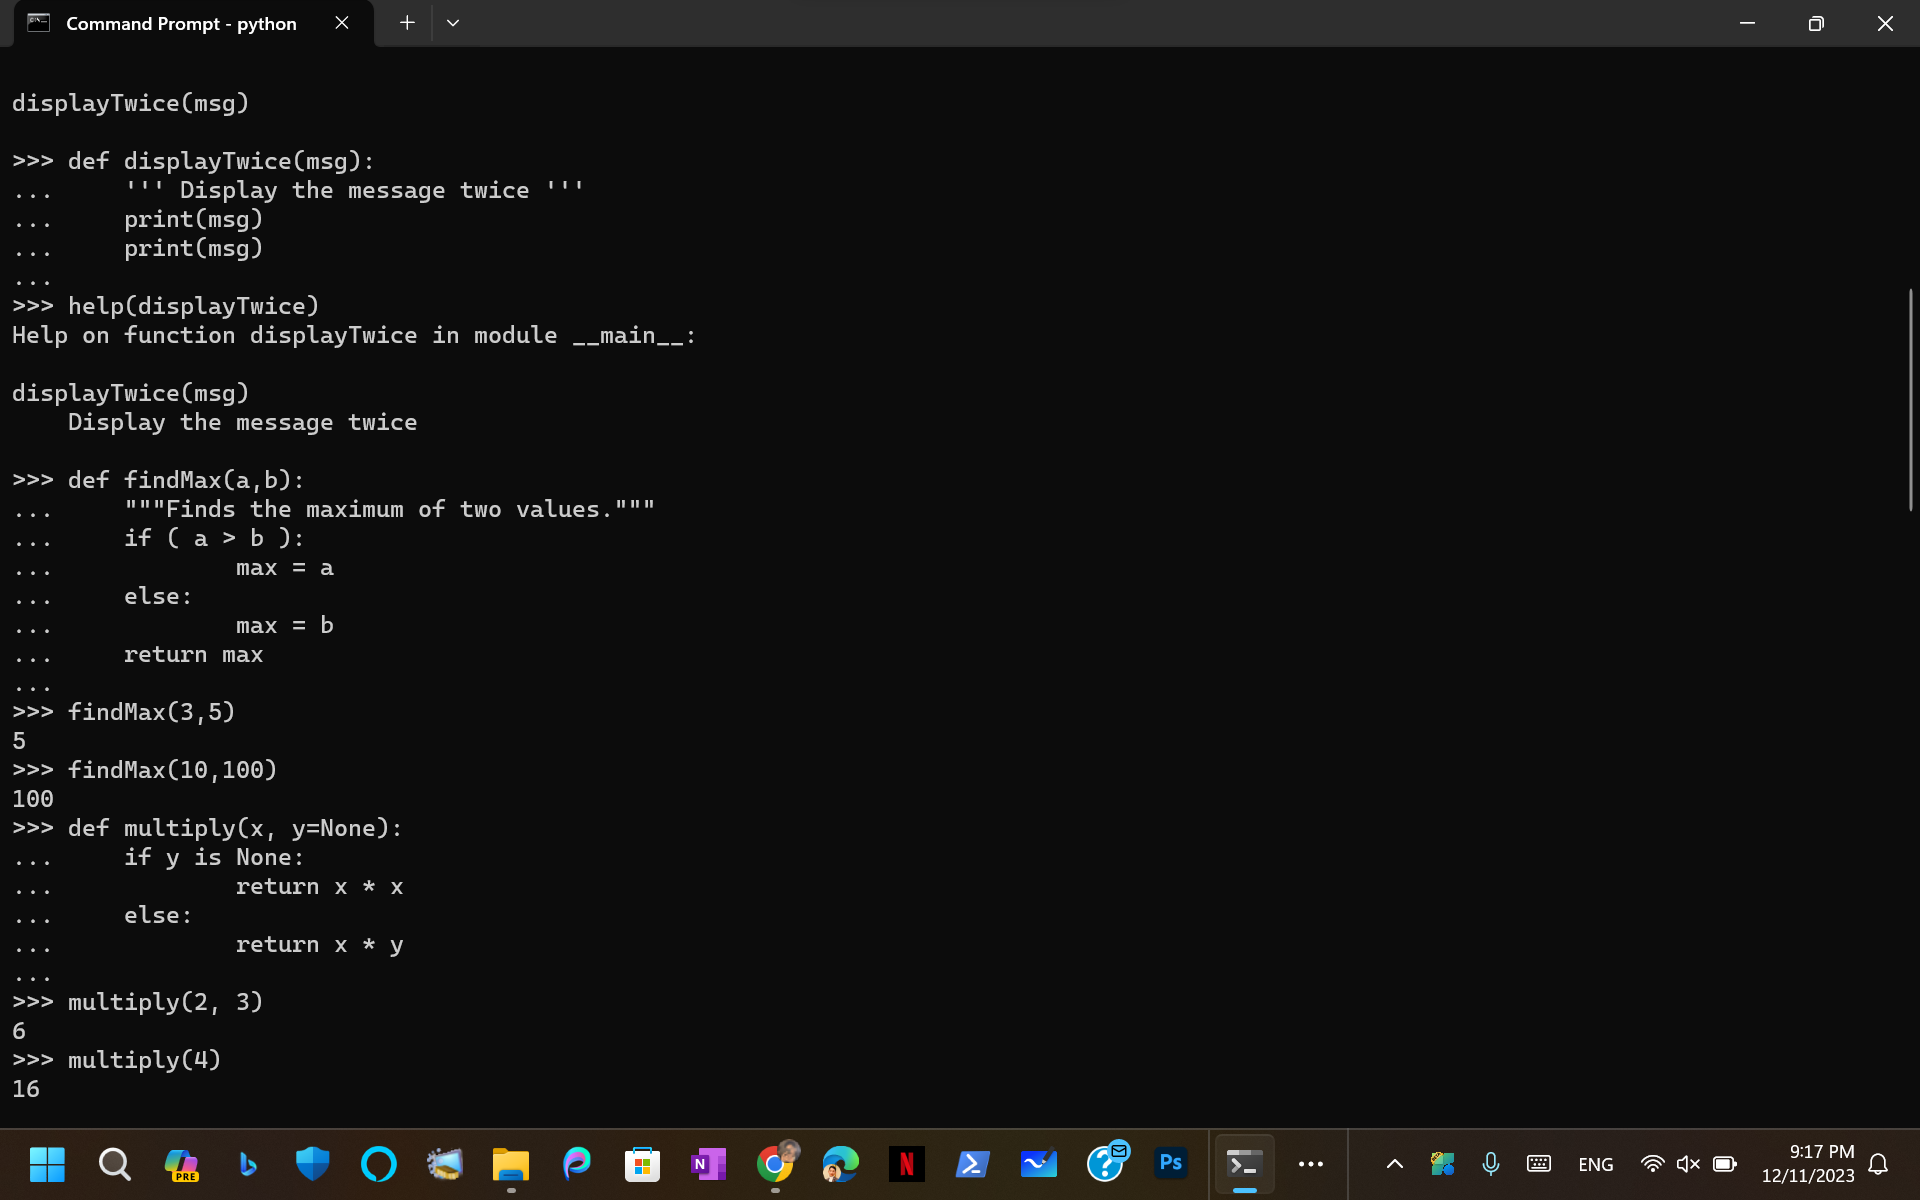 Command Prompt - python
displayTwice(msg)
>>> def displayTwice(msg):
...     ''' Display the message twice '''
...     print(msg)
...     print(msg)
...
>>> help(displayTwice)
Help on function displayTwice in module __main__:
displayTwice(msg)
    Display the message twice
>>> def findMax(a,b):
...     """Finds the maximum of two values."""
...     if ( a > b ):
...             max = a
...     else:
...             max = b
...     return max
...
>>> findMax(3,5)
5
>>> findMax(10,100)
100
>>> def multiply(x, y=None):
...     if y is None:
...             return x * x
...     else:
...             return x * y
...
>>> multiply(2, 3)
6
>>> multiply(4)
16
PRE
N
N
Ps
ENG
9:17 PM
12/11/2023